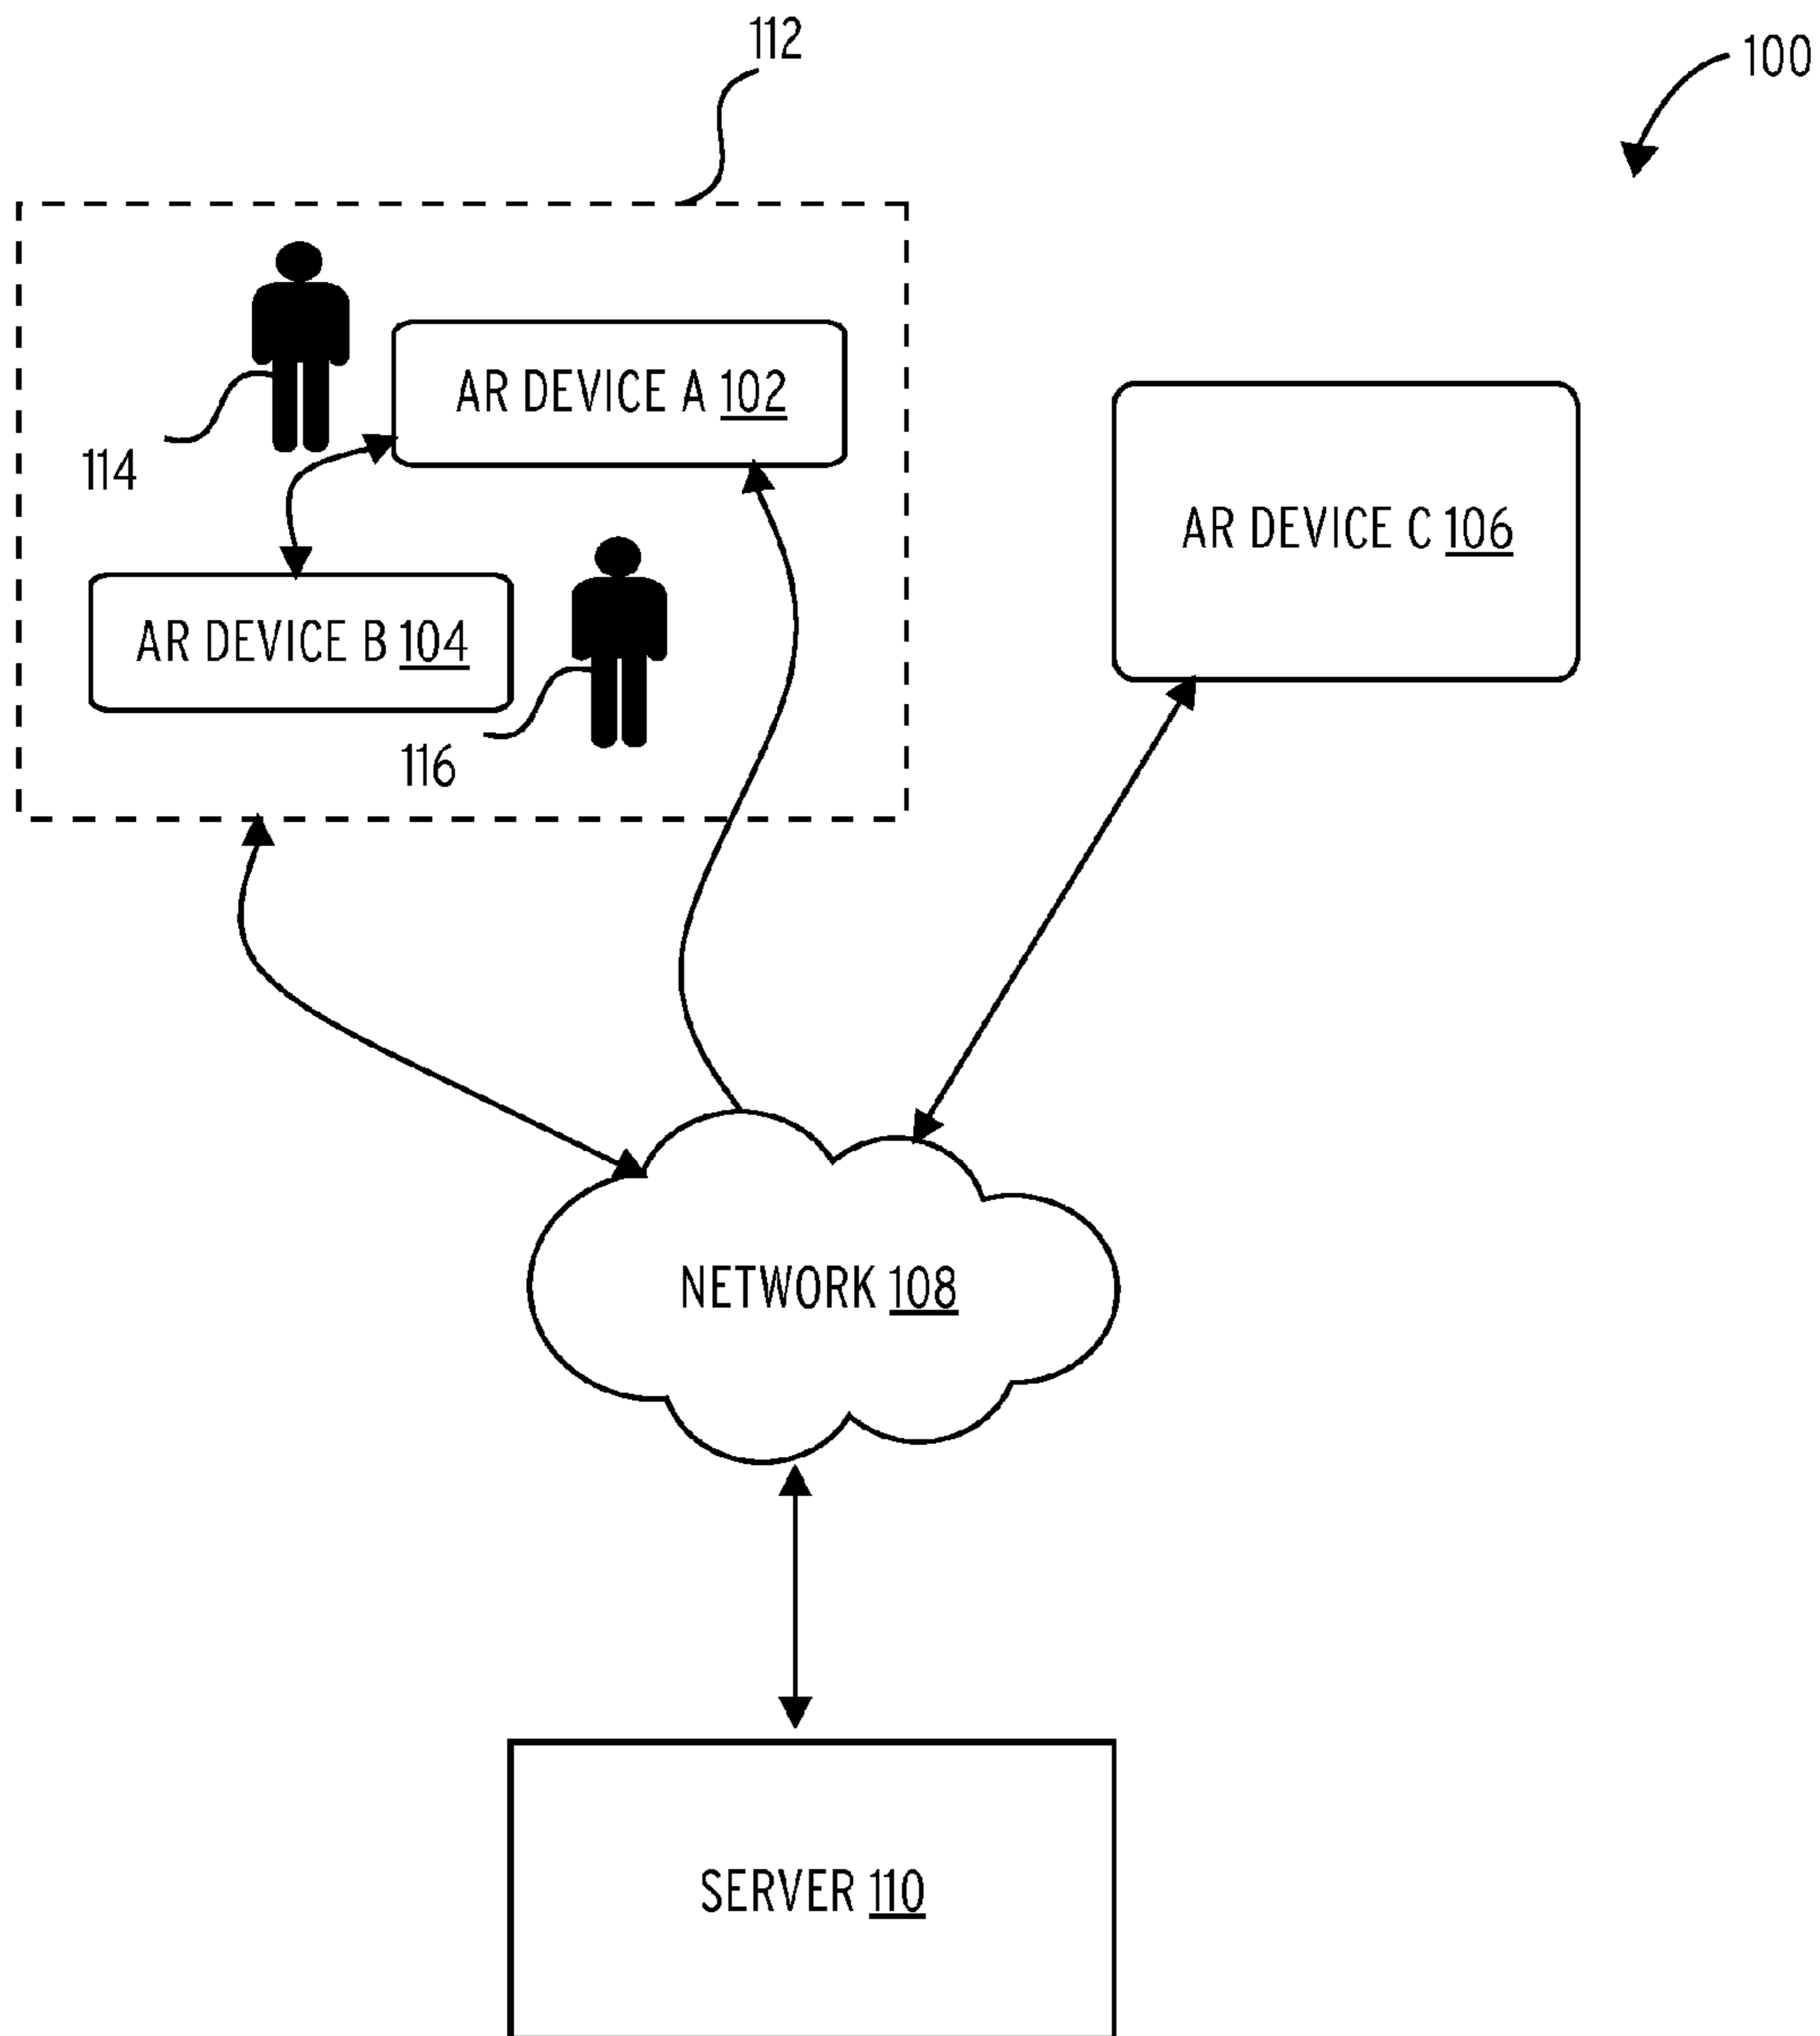 112
100
AR DEVICE A 102
114
AR DEVICE C 106
AR DEVICE B 104
116
NETWORK 108
SERVER 110